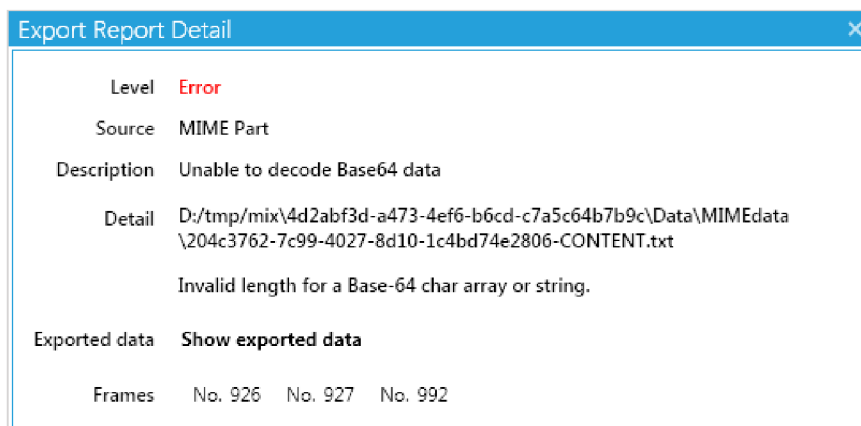 Export Report Detail
Level Error
Source MIME Part
Description Unable to decode Base64 data
Detail D:/tmp/mix\4d2abf3d-a473-4ef6-b6cd-c7a5c64b7b9c\Data\MIMEdata
\204c3762-7c99-4027-8d10-1c4bd74e2806-CONTENT.txt
Invalid length for a Base-64 char array or string.
Exported data Show exported data
Frames No. 926 No. 927 No. 992